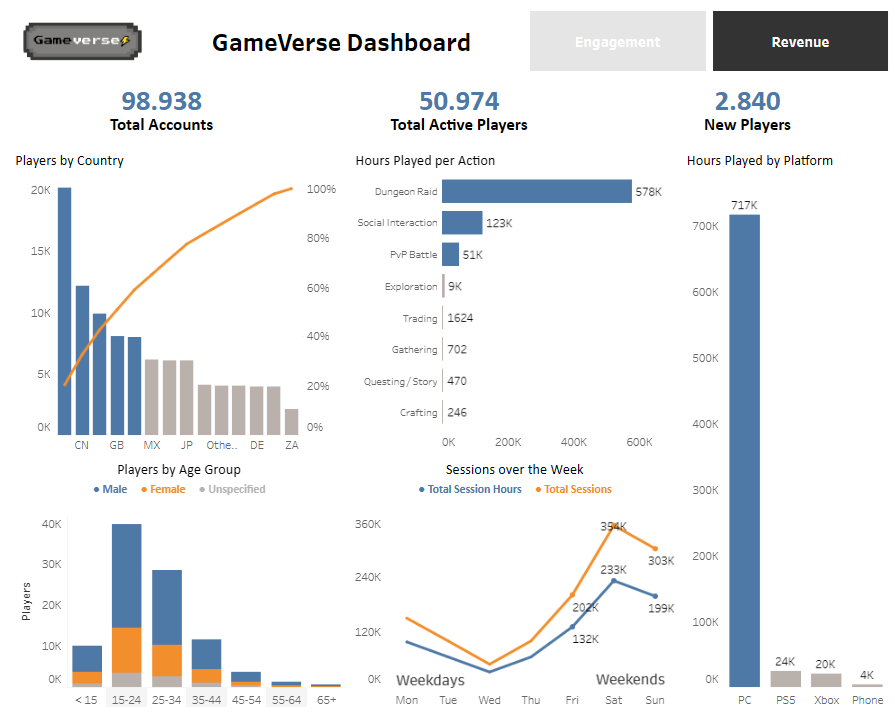 Gameverse
GameVerse Dashboard
Engagement
Revenue
98.938
Total Accounts
50.974
Total Active Players
2.840
New Players
Players by Country
20K
15K
10K
5K
0K
100%
80%
60%
40%
20%
0%
CN GB MX JP Othe.. DE ZA
Hours Played per Action
Dungeon Raid 578K
Social Interaction 123K
PvP Battle 51K
Exploration 9K
Trading 1624
Gathering 702
Questing / Story 470
Crafting 246
0K 200K 400K 600K
Hours Played by Platform
717K
700K
600K
500K
400K
300K
200K
100K
0K
24K
20K
4K
PC PS5 Xbox Phone
Players by Age Group
Male Female Unspecified
Players
40K
30K
20K
10K
0K
< 15 15-24 25-34 35-44 45-54 55-64 65+
Sessions over the Week
Total Session Hours Total Sessions
360K
240K
120K
0K
354K
303K
233K
202K
199K
132K
Weekdays Weekends
Mon Tue Wed Thu Fri Sat Sun